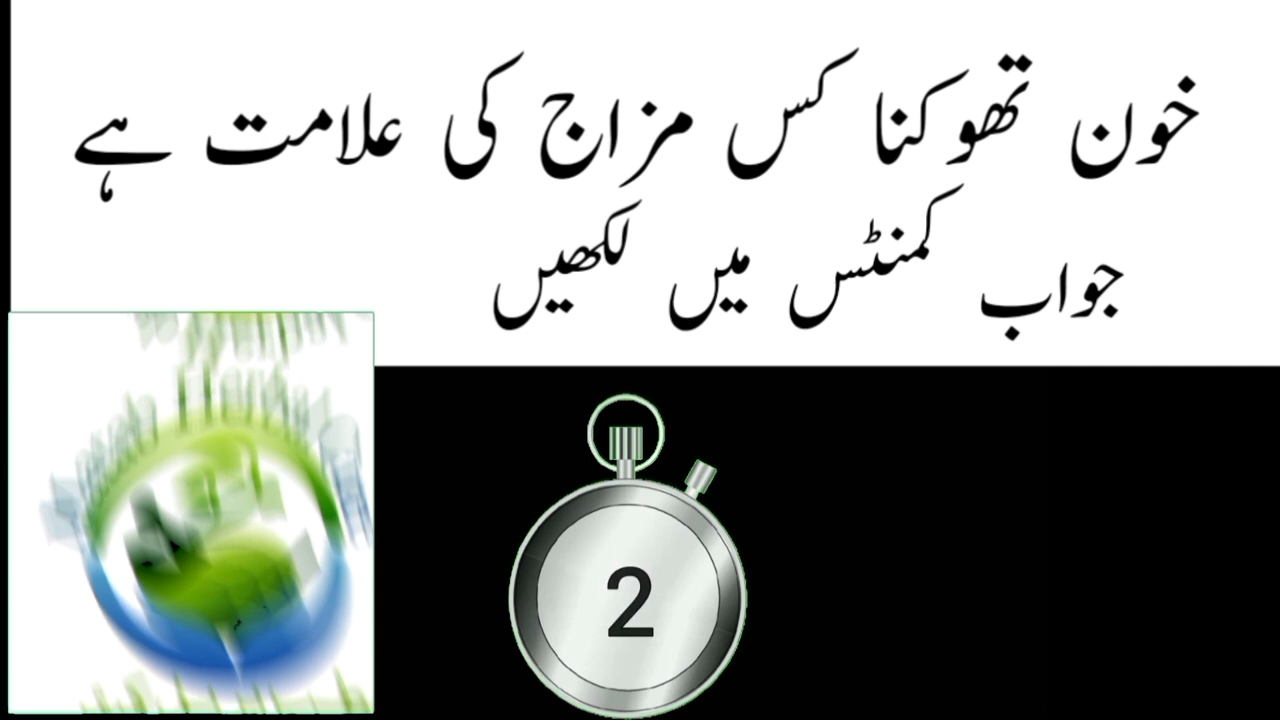 خون تھوکنا کس مزاج کی علامت ہے
جواب کمنٹس میں لکھیں
2